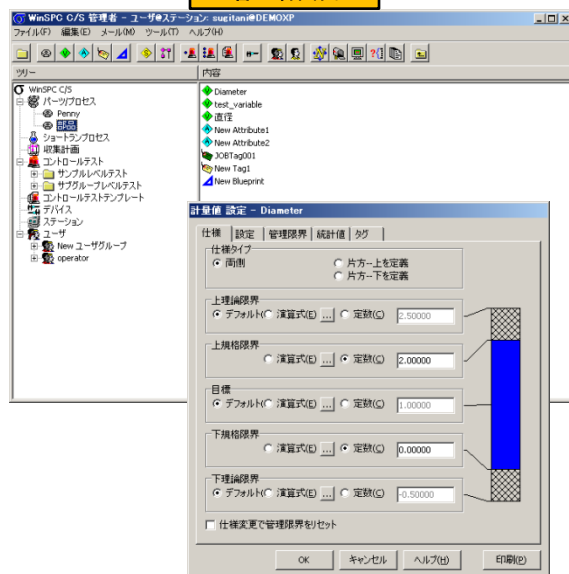 WinSPC C/S 管理者 - ユーザ@ステーション: sugitani@DEMOXP
ファイル(F) 編集(E) メール(M) ツール(T) ヘルプ(H)
ツリー
内容
WinSPC C/S
パーツ/プロセス
Penny
部品
ショートランプロセス
収集計画
コントロールテスト
サンプルレベルテスト
サブグループレベルテスト
コントロールテストテンプレート
デバイス
ステーション
ユーザ
New ユーザグループ
operator
Diameter
test_variable
直径
New Attribute1
New Attribute2
JOBTag001
New Tag1
New Blueprint
計量値 設定 - Diameter
仕様 設定 管理限界 統計値 タグ
仕様タイプ
両側 片方--上を定義
片方--下を定義
上理論限界
デフォルト( 演算式(E) ... 定数(C) 2.50000
上規格限界
演算式(E) ... 定数(C) 2.00000
目標
デフォルト( 演算式(E) ... 定数(C) 1.00000
下規格限界
演算式(E) ... 定数(C) 0.00000
下理論限界
デフォルト( 演算式(E) ... 定数(C) -0.50000
仕様変更で管理限界をリセット
OK キャンセル ヘルプ(H) 印刷(P)